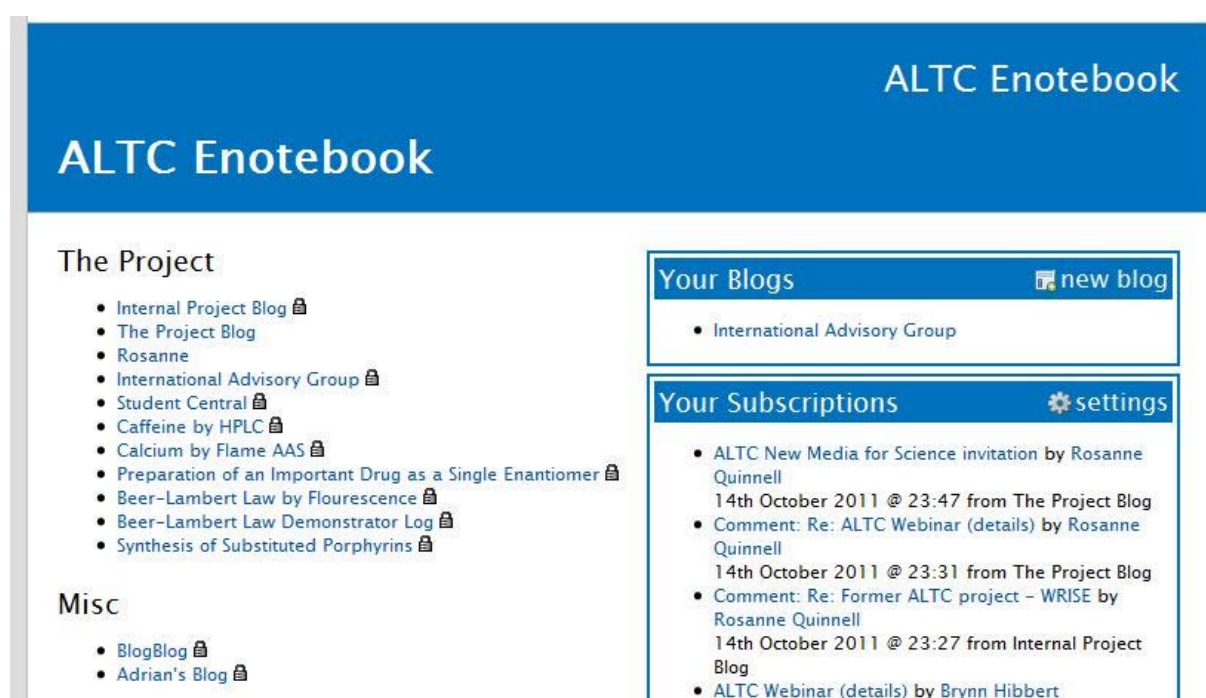 ALTC Enotebook
ALTC Enotebook
The Project
Internal Project Blog
The Project Blog
Rosanne
International Advisory Group
Student Central
Caffeine by HPLC
Calcium by Flame AAS
Preparation of an Important Drug as a Single Enantiomer
Beer-Lambert Law by Flourescence
Beer-Lambert Law Demonstrator Log
Synthesis of Substituted Porphyrins
Misc
BlogBlog
Adrian's Blog
Your Blogs new blog
International Advisory Group
Your Subscriptions settings
ALTC New Media for Science invitation by Rosanne
Quinnell
14th October 2011 @ 23:47 from The Project Blog
Comment: Re: ALTC Webinar (details) by Rosanne
Quinnell
14th October 2011 @ 23:31 from The Project Blog
Comment: Re: Former ALTC project - WRISE by
Rosanne Quinnell
14th October 2011 @ 23:27 from Internal Project
Blog
ALTC Webinar (details) by Brynn Hibbert